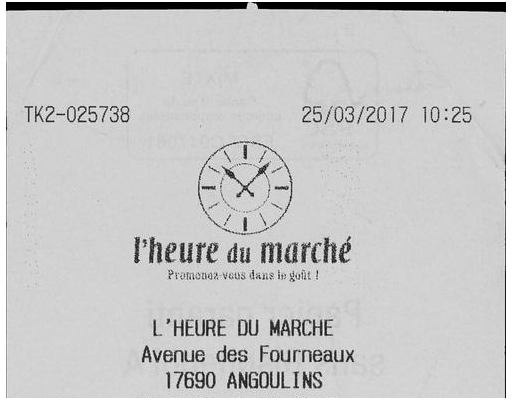 TK2-025738 25/03/2017 10:25
l'heure du marché
Promenez-vous dans le goût !
L'HEURE DU MARCHE
Avenue des Fourneaux
17690 ANGOULINS